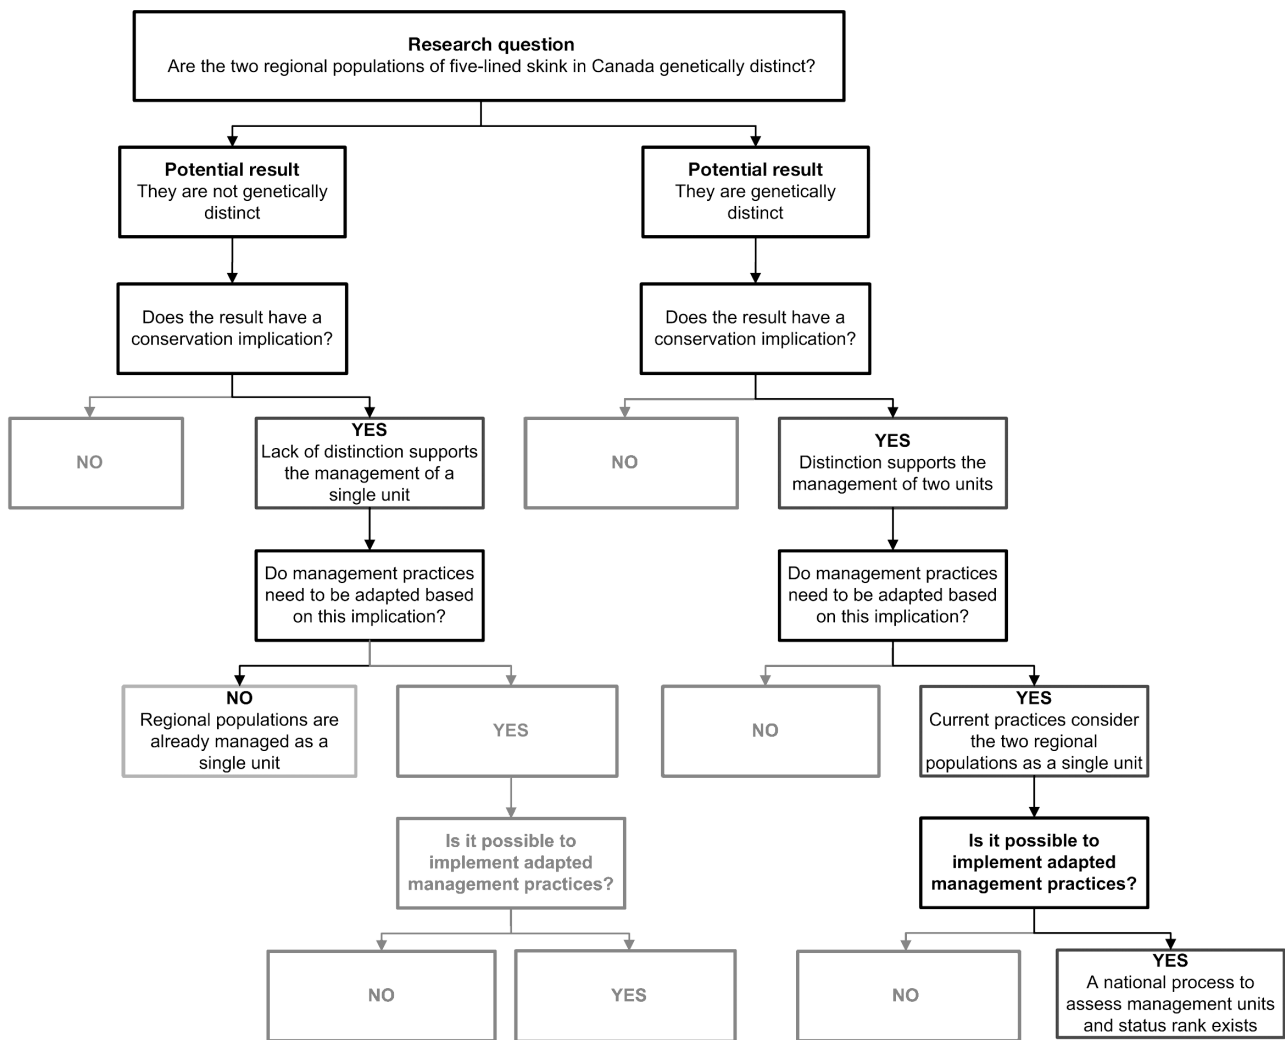 Research question
Are the two regional populations of five-lined skink in Canada genetically distinct?
Potential result
They are not genetically
distinct
Potential result
They are genetically
distinct
Does the result have a
conservation implication?
Does the result have a
conservation implication?
NO
YES
Lack of distinction supports
the management of a
single unit
NO
YES
Distinction supports the
management of two units
Do management practices
need to be adapted based
on this implication?
Do management practices
need to be adapted based
on this implication?
NO
Regional populations are
already managed as a
single unit
YES
NO
YES
Current practices consider
the two regional
populations as a single unit
Is it possible to
implement adapted
management practices?
Is it possible to
implement adapted
management practices?
NO
YES
NO
YES
A national process to
assess management units
and status rank exists